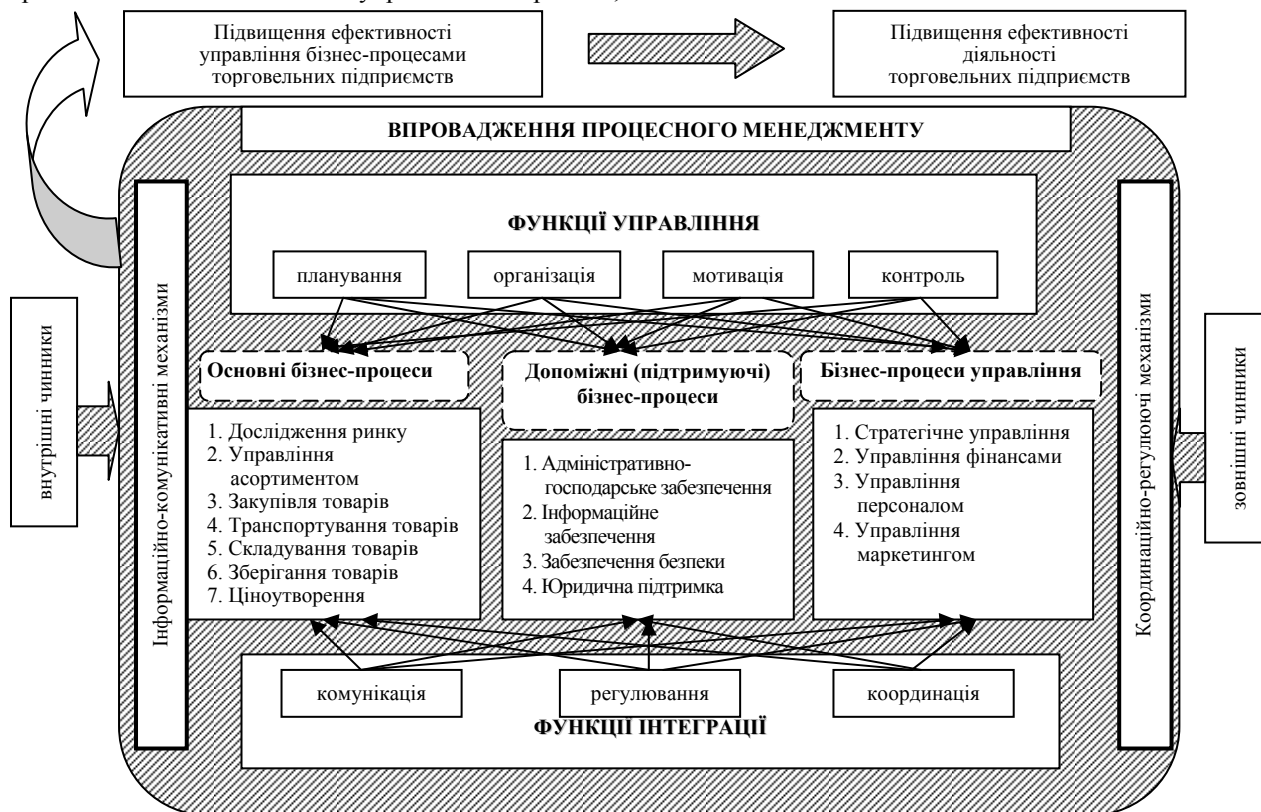 Підвищення ефективності
управління бізнес-процесами
торговельних підприємств
Підвищення ефективності
діяльності
торговельних підприємств
ВПРОВАДЖЕННЯ ПРОЦЕСНОГО МЕНЕДЖМЕНТУ
ФУНКЦІЇ УПРАВЛІННЯ
планування
організація
мотивація
контроль
внутрішні чинники
Інформаційно-комунікативні механізми
Основні бізнес-процеси
1. Дослідження ринку
2. Управління
асортиментом
3. Закупівля товарів
4. Транспортування товарів
5. Складування товарів
6. Зберігання товарів
7. Ціноутворення
Допоміжні (підтримуючі)
бізнес-процеси
1. Адміністративно-
господарське забезпечення
2. Інформаційне
забезпечення
3. Забезпечення безпеки
4. Юридична підтримка
Бізнес-процеси управління
1. Стратегічне управління
2. Управління фінансами
3. Управління
персоналом
4. Управління
маркетингом
Координаційно-регулюючі механізми
зовнішні чинники
комунікація
регулювання
координація
ФУНКЦІЇ ІНТЕГРАЦІЇ